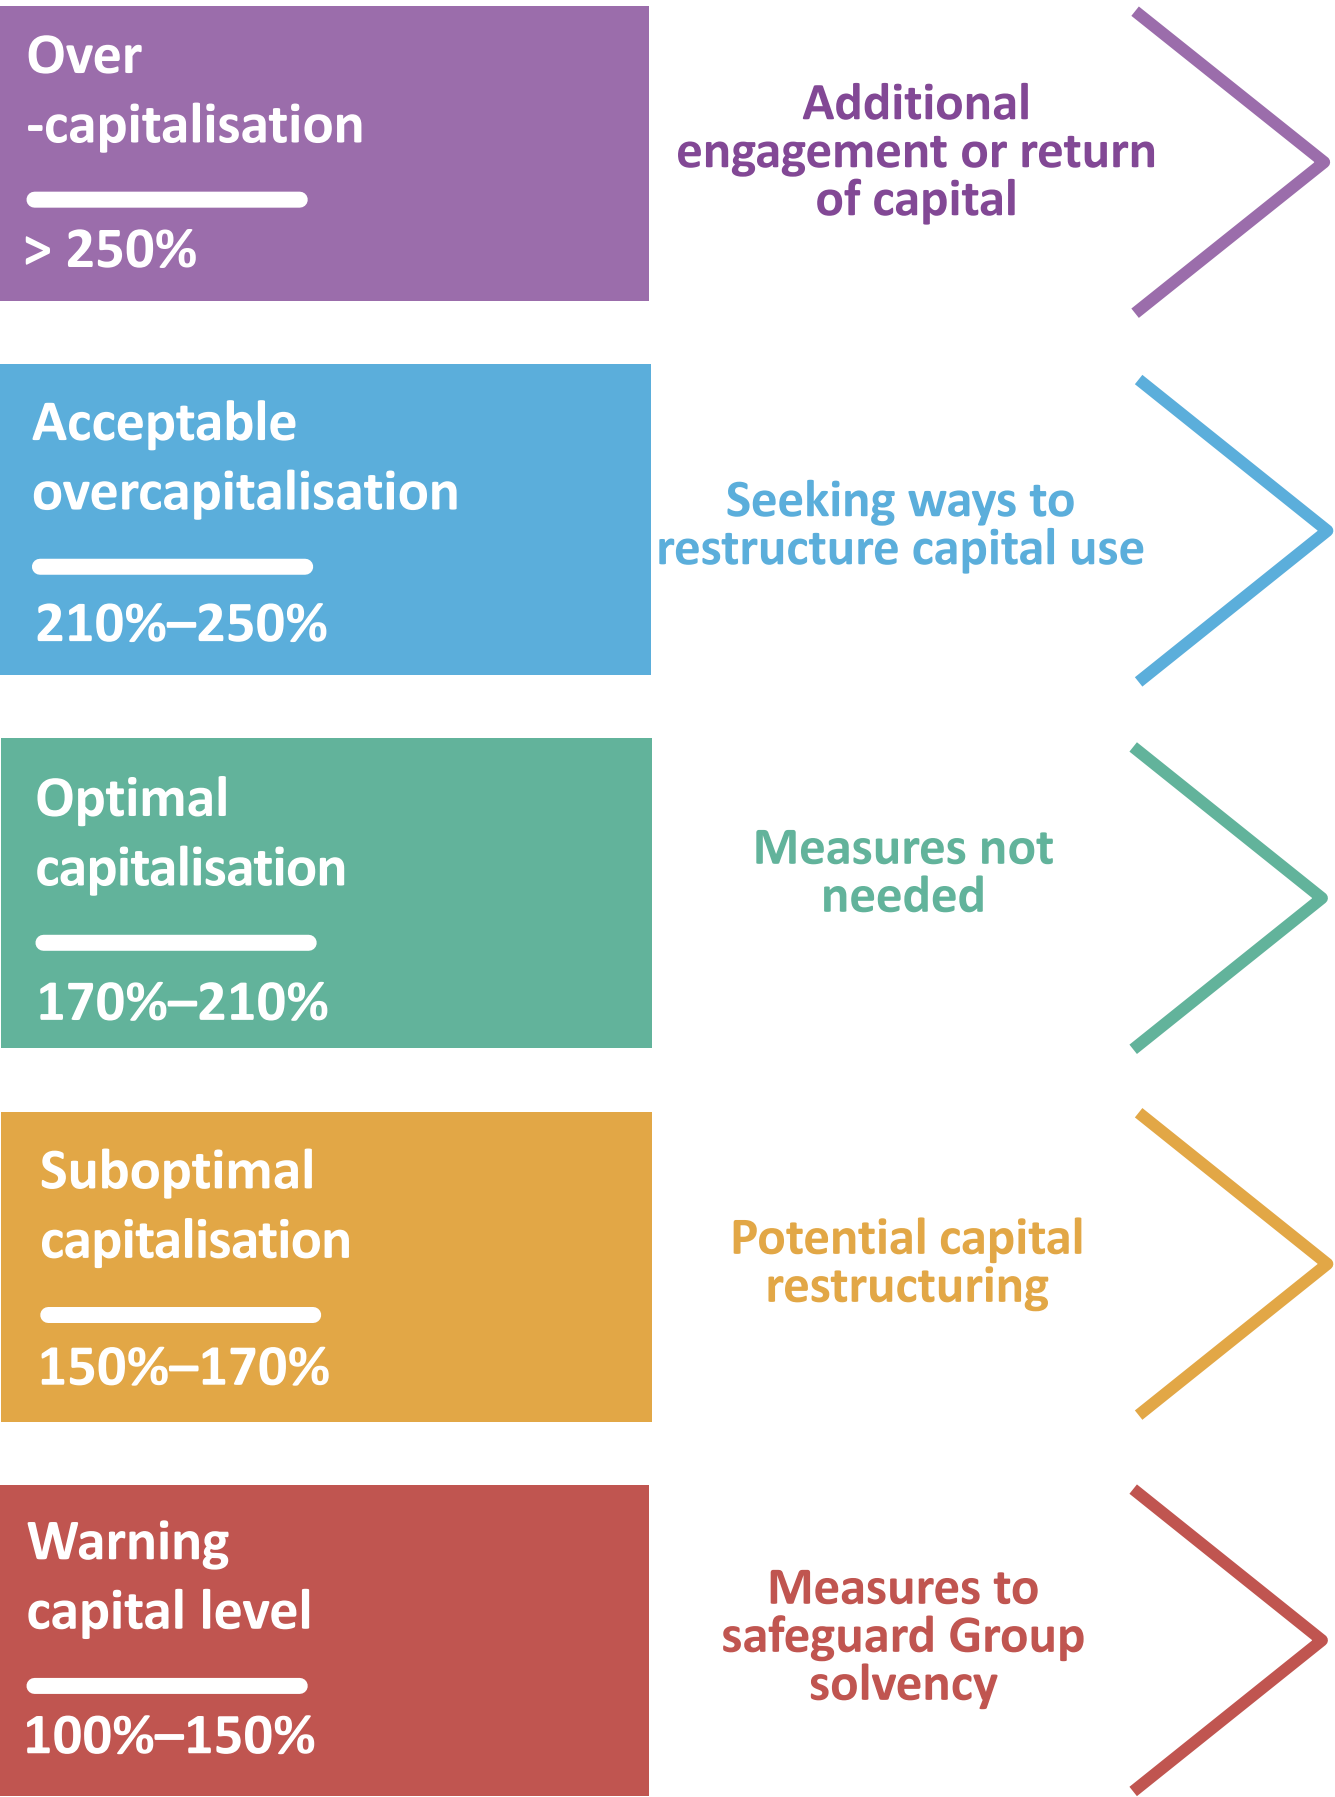 Over
-capitalisation
> 250%
Additional
engagement or return
of capital
Acceptable
overcapitalisation
210%–250%
Seeking ways to
restructure capital use
Optimal
capitalisation
170%–210%
Measures not
needed
Suboptimal
capitalisation
150%–170%
Potential capital
restructuring
Warning
capital level
100%–150%
Measures to
safeguard Group
solvency